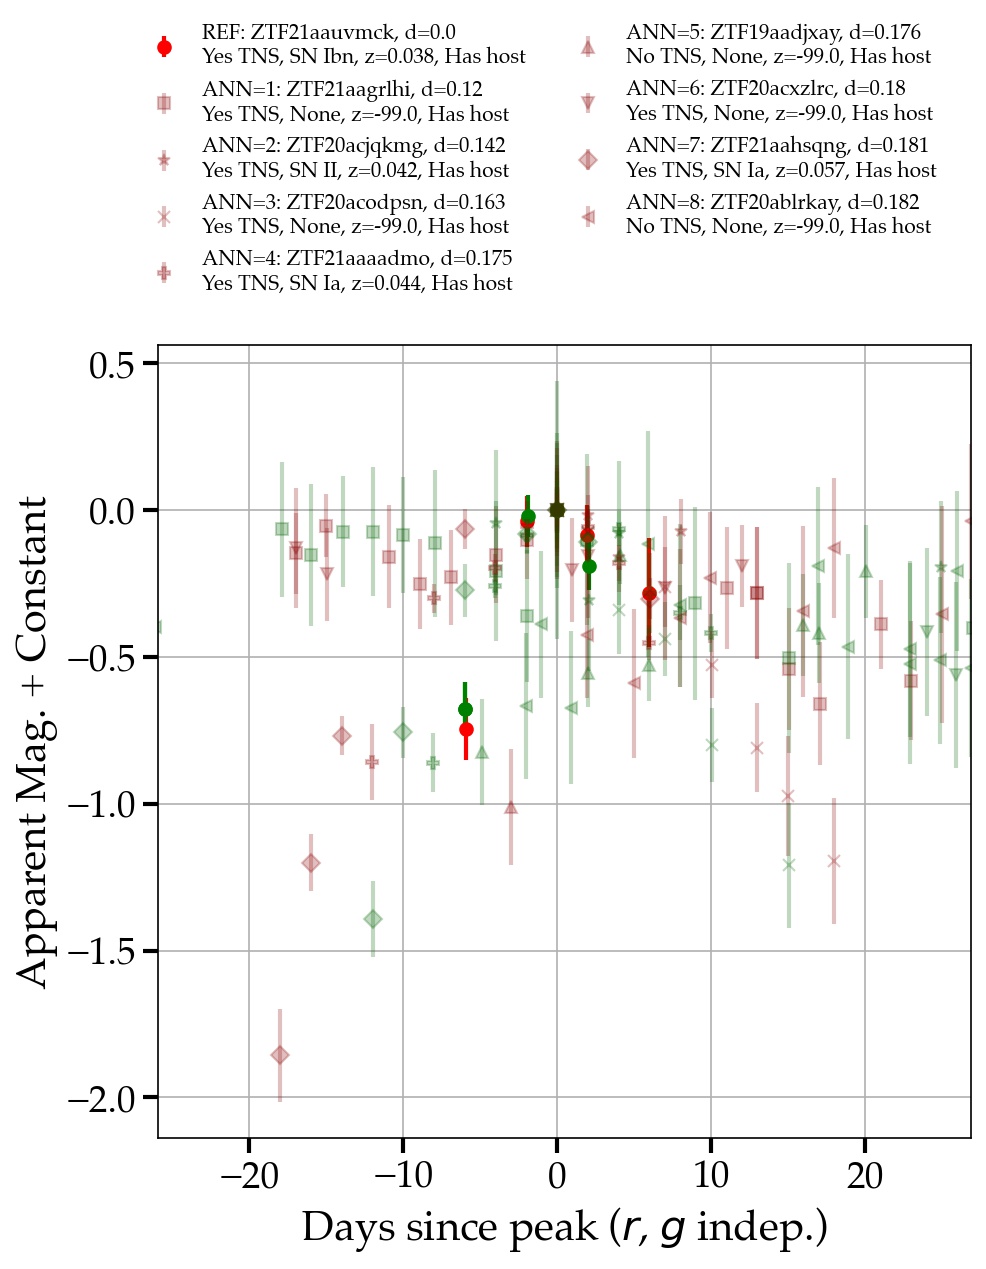 REF: ZTF21aauvmck, d=0.0
Yes TNS, SN Ibn, z=0.038, Has host
ANN=1: ZTF21aagrlhi, d=0.12
Yes TNS, None, z=-99.0, Has host
ANN=2: ZTF20acjqkmg, d=0.142
Yes TNS, SN II, z=0.042, Has host
ANN=3: ZTF20acodpsn, d=0.163
Yes TNS, None, z=-99.0, Has host
ANN=4: ZTF21aaaadmo, d=0.175
Yes TNS, SN Ia, z=0.044, Has host
ANN=5: ZTF19aadjxay, d=0.176
No TNS, None, z=-99.0, Has host
ANN=6: ZTF20acxzlrc, d=0.18
Yes TNS, None, z=-99.0, Has host
ANN=7: ZTF21aahsqng, d=0.181
Yes TNS, SN Ia, z=0.057, Has host
ANN=8: ZTF20ablrkay, d=0.182
No TNS, None, z=-99.0, Has host
Apparent Mag. + Constant
0.5
0.0
−0.5
−1.0
−1.5
−2.0
−20
−10
0
10
20
Days since peak (r, g indep.)